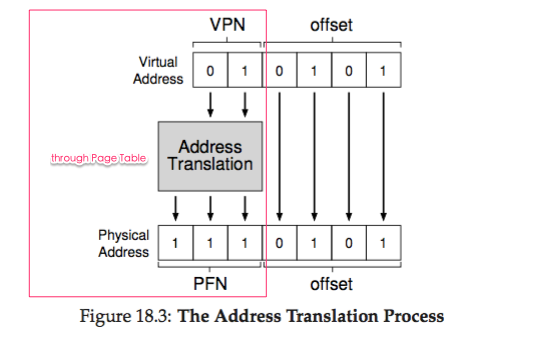 VPN offset
Virtual Address 0 1 0 1 0 1
through Page Table
Address
Translation
Physical Address 1 1 1 0 1 0 1
PFN offset
Figure 18.3: The Address Translation Process